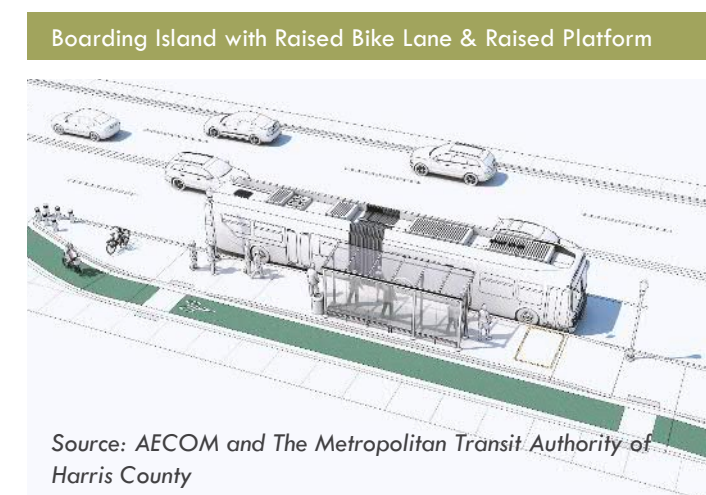 Boarding Island with Raised Bike Lane & Raised Platform
Source: AECOM and The Metropolitan Transit Authority of
Harris County